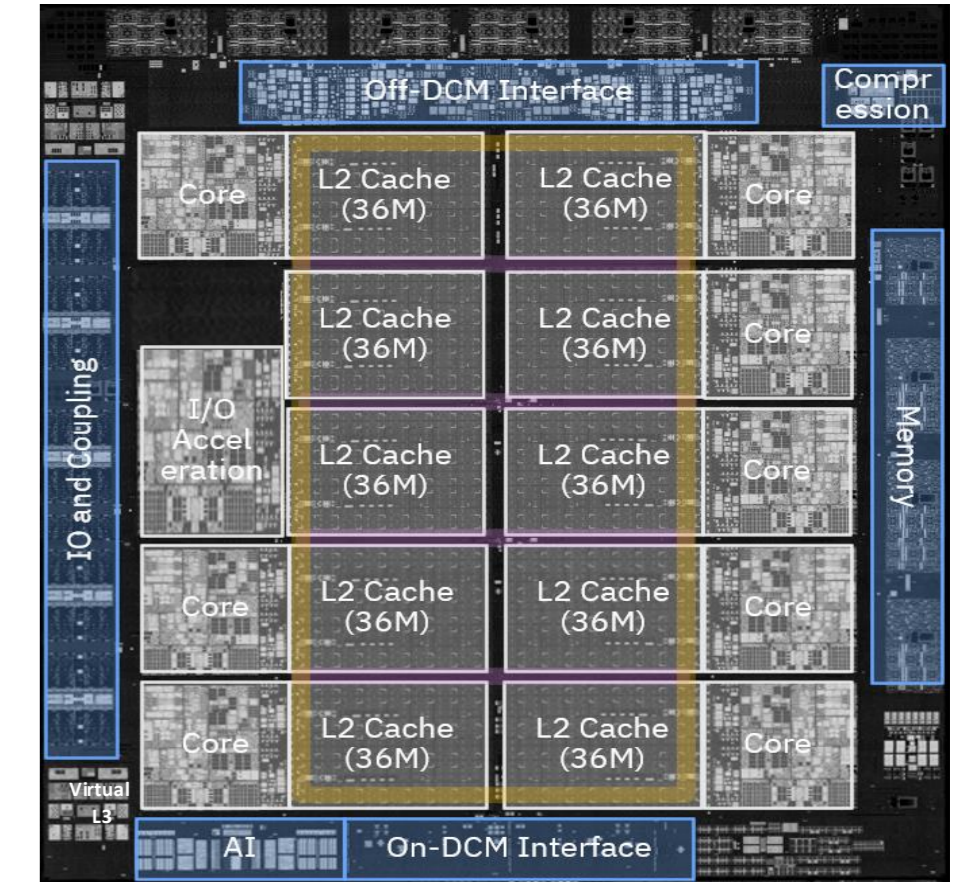 Off-DCM Interface
Compr
ession
Core
L2 Cache
(36M)
L2 Cache
(36M)
Core
L2 Cache
(36M)
L2 Cache
(36M)
Core
IO and Coupling
I/O
Accel
eration
L2 Cache
(36M)
L2 Cache
(36M)
Core
Memory
Core
L2 Cache
(36M)
L2 Cache
(36M)
Core
Core
L2 Cache
(36M)
L2 Cache
(36M)
Core
Virtual
L3
AI
On-DCM Interface